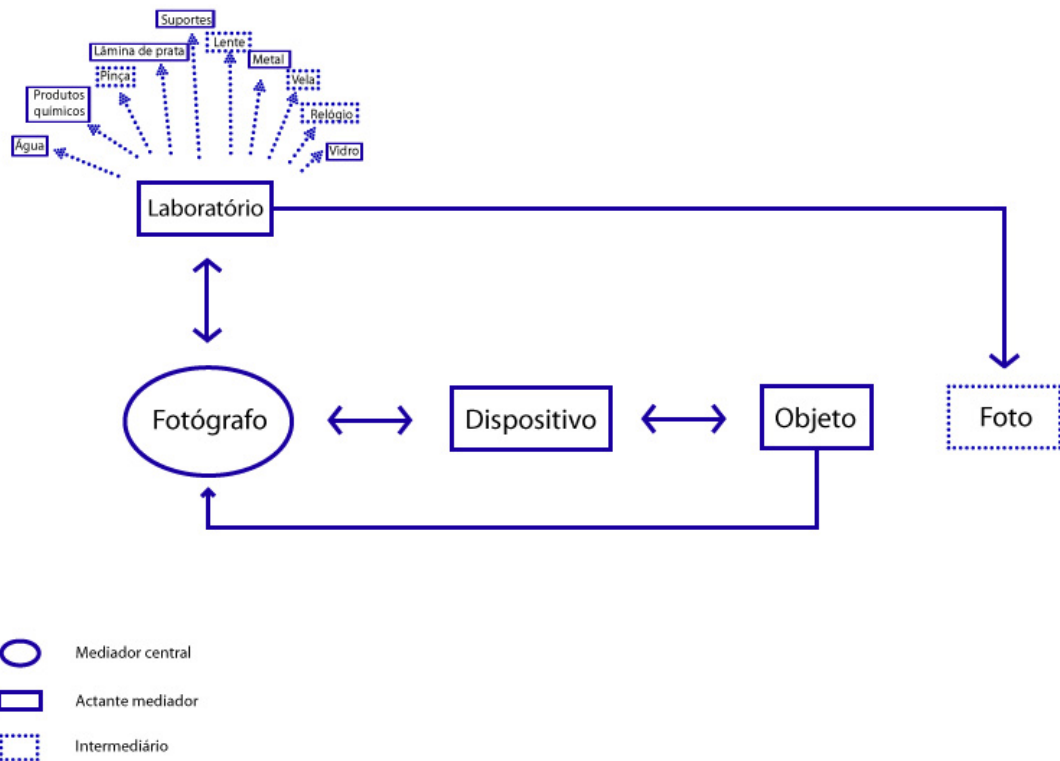 Suportes
Lente
Lâmina de prata
Metal
Pinça
Vela
Produtos
químicos
Relógio
Água
Vidro
Laboratório
Fotógrafo
Dispositivo
Objeto
Foto
Mediador central
Actante mediador
Intermediário